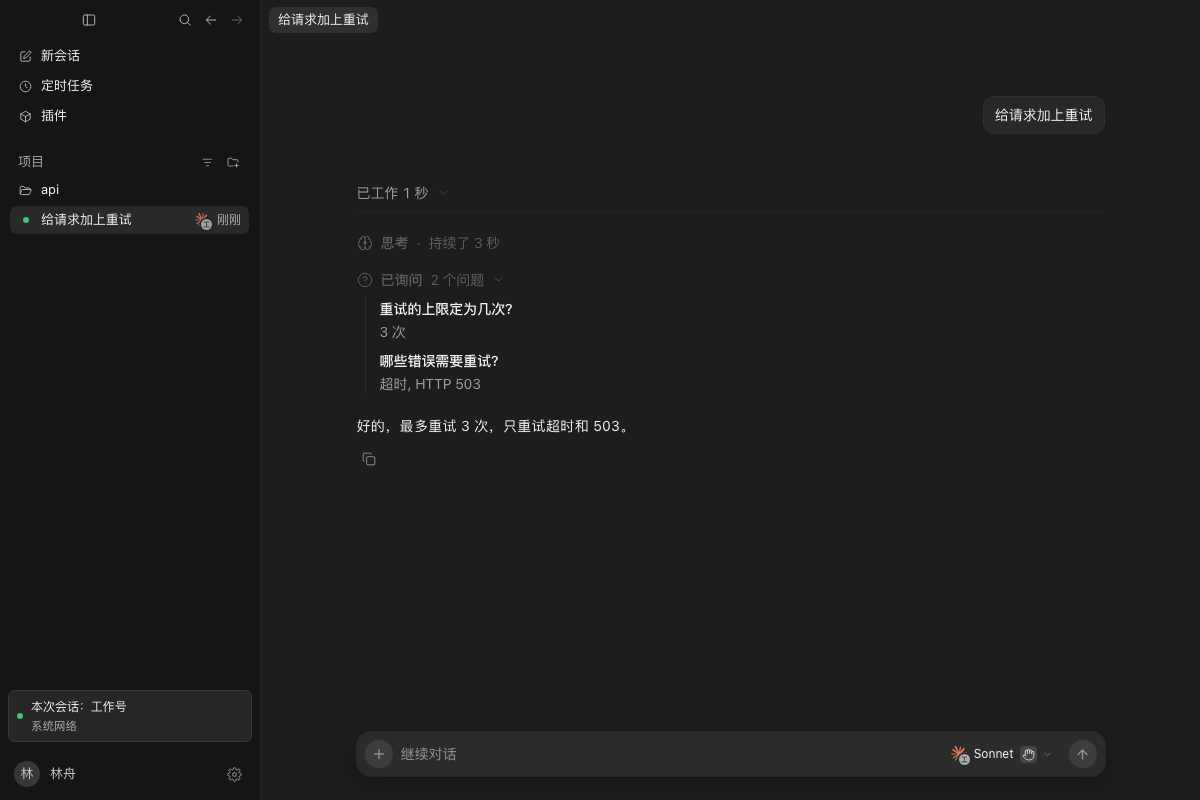 给请求加上重试
新会话
定时任务
插件
项目
api
给请求加上重试 工 刚刚
给请求加上重试
已工作 1 秒
思考 · 持续了 3 秒
已询问 2 个问题
重试的上限定为几次?
3 次
哪些错误需要重试?
超时, HTTP 503
好的，最多重试 3 次，只重试超时和 503。
本次会话：工作号
系统网络
林 林舟
继续对话
工 Sonnet